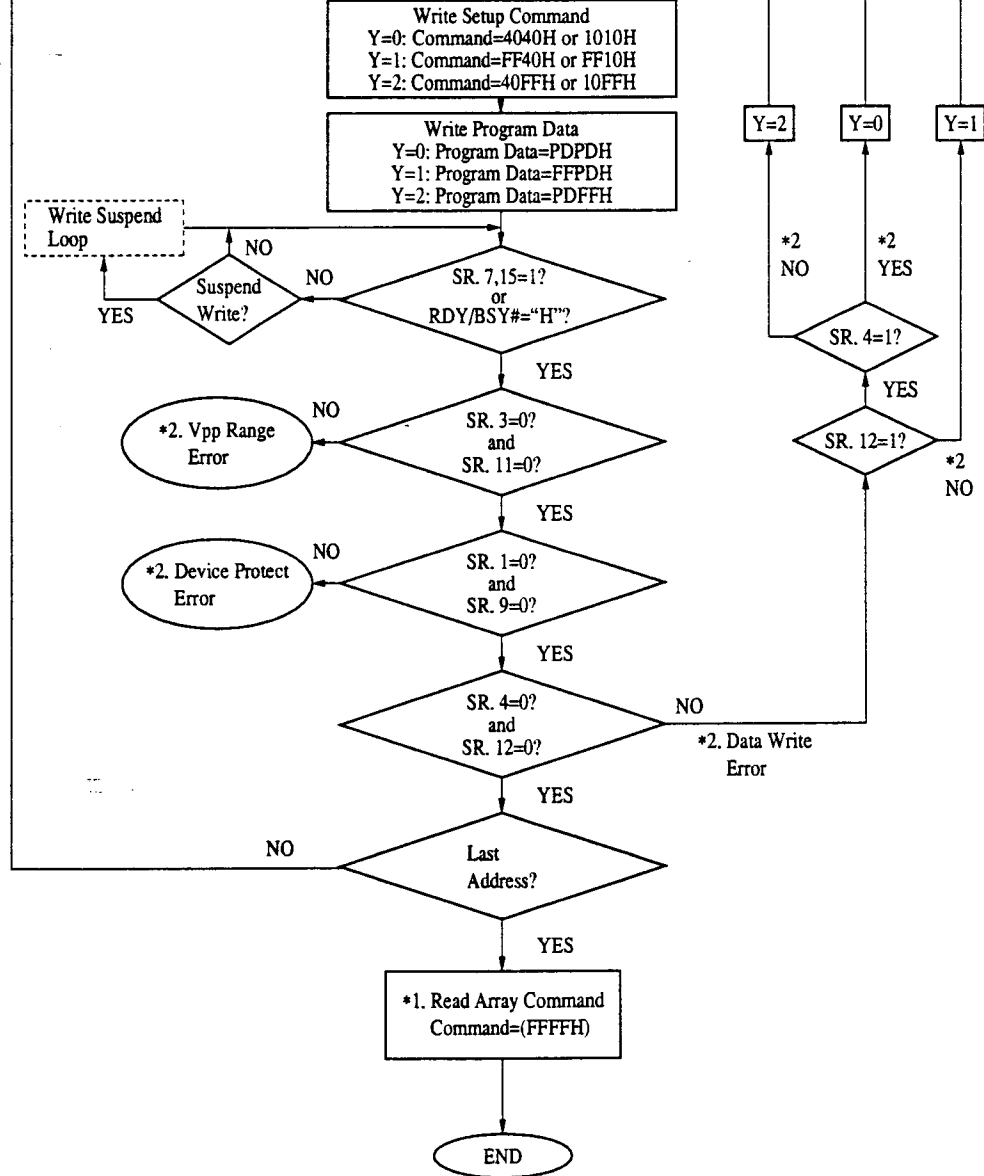 Write Setup Command
Y=0: Command=4040H or 1010H
Y=1: Command=FF40H or FF10H
Y=2: Command=40FFH or 10FFH
Write Program Data
Y=0: Program Data=PDPDH
Y=1: Program Data=FFPDH
Y=2: Program Data=PDFFH
Y=2
Y=0
Y=1
Write Suspend
Loop
NO
Suspend
Write?
YES
NO
SR. 7,15=1?
or
RDY/BSY#="H"?
YES
*2
NO
*2
YES
SR. 4=1?
YES
SR. 12=1?
*2
NO
*2. Vpp Range
Error
NO
SR. 3=0?
and
SR. 11=0?
YES
*2. Device Protect
Error
NO
SR. 1=0?
and
SR. 9=0?
YES
SR. 4=0?
and
SR. 12=0?
NO
*2. Data Write
Error
YES
NO
Last
Address?
YES
*1. Read Array Command
Command=(FFFFH)
END